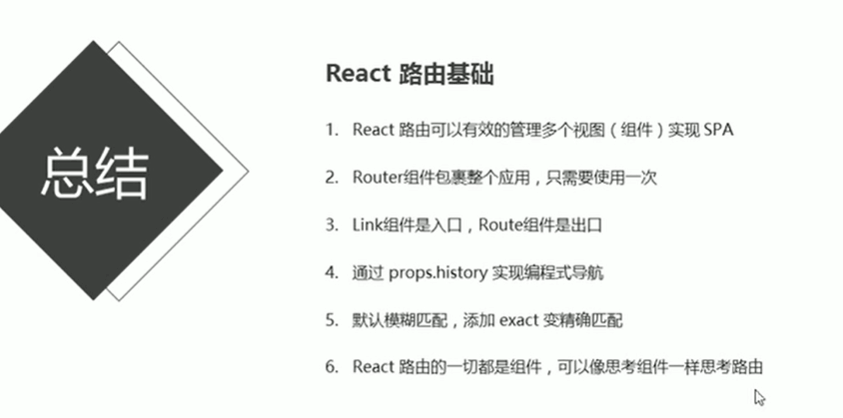 总结
React 路由基础
1. React 路由可以有效的管理多个视图（组件）实现 SPA
2. Router组件包裹整个应用，只需要使用一次
3. Link组件是入口，Route组件是出口
4. 通过 props.history 实现编程式导航
5. 默认模糊匹配，添加 exact 变精确匹配
6. React 路由的一切都是组件，可以像思考组件一样思考路由